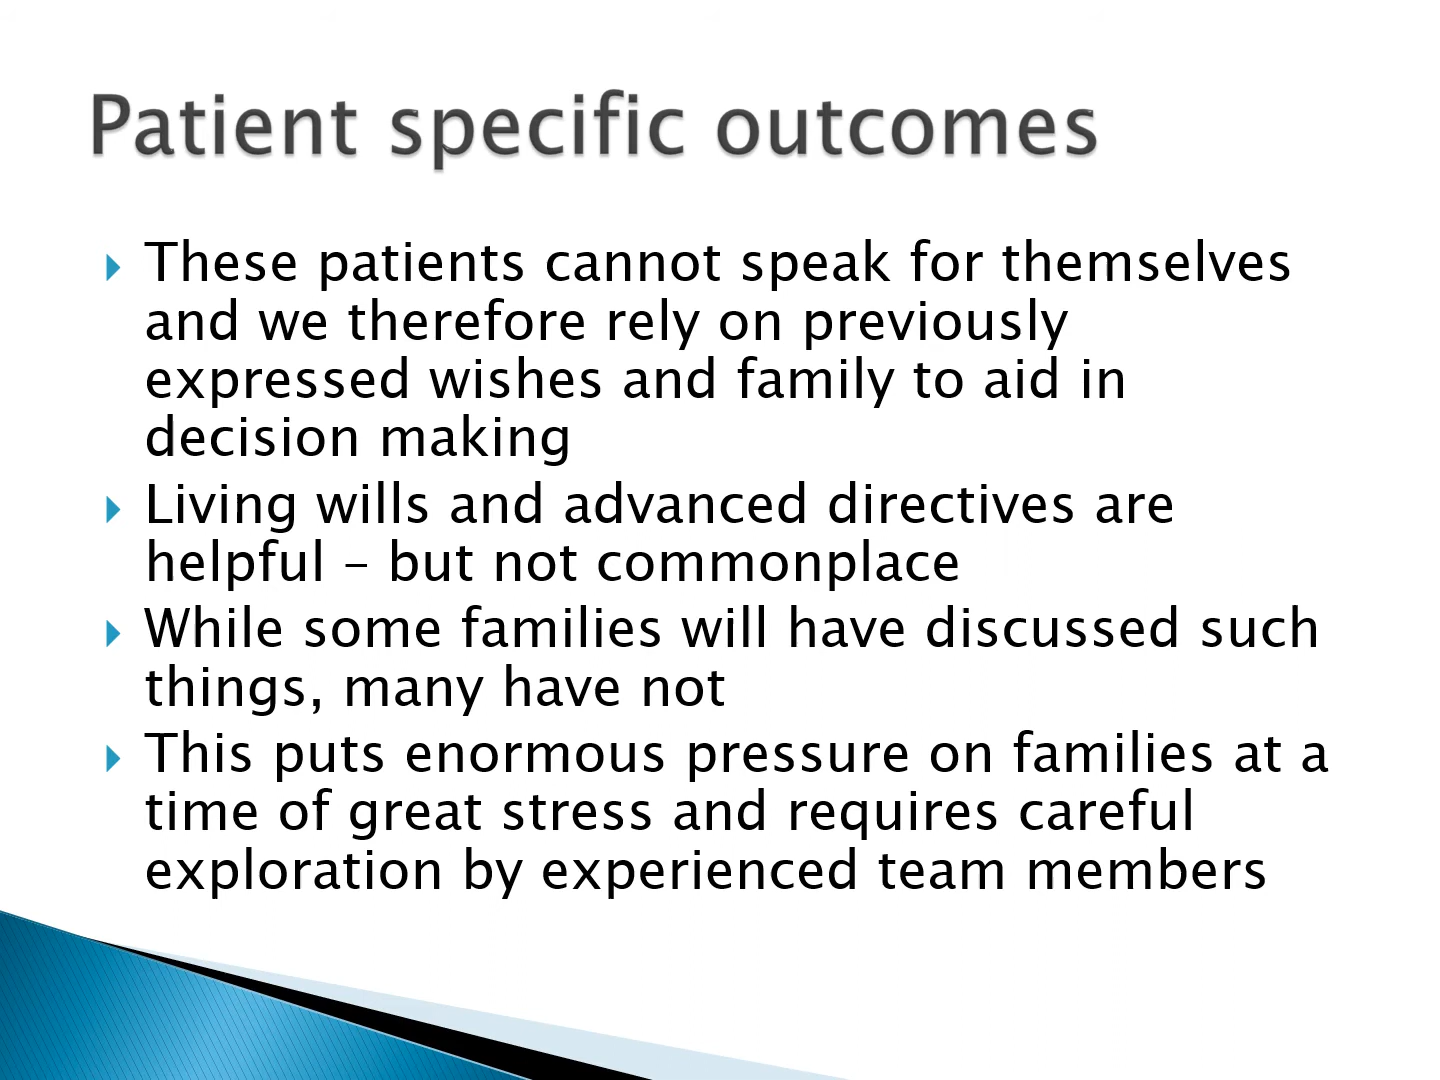 Patient specific outcomes
These patients cannot speak for themselves
and we therefore rely on previously
expressed wishes and family to aid in
decision making
Living wills and advanced directives are
helpful – but not commonplace
While some families will have discussed such
things, many have not
This puts enormous pressure on families at a
time of great stress and requires careful
exploration by experienced team members